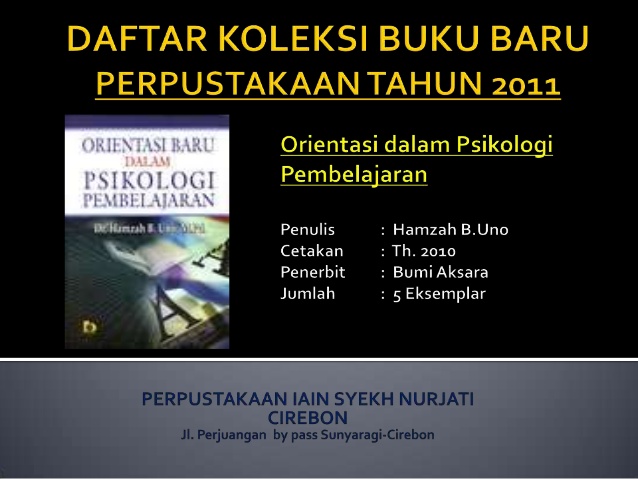 DAFTAR KOLEKSI BUKU BARU
PERPUSTAKAAN TAHUN 2011
ORIENTASI BARU
DALAM
PSIKOLOGI
PEMBELAJARAN
Dr. Hamzah B. Uno, M.Pd.
Orientasi dalam Psikologi
Pembelajaran
Penulis : Hamzah B.Uno
Cetakan : Th. 2010
Penerbit : Bumi Aksara
Jumlah : 5 Eksemplar
PERPUSTAKAAN IAIN SYEKH NURJATI
CIREBON
Jl. Perjuangan by pass Sunyaragi-Cirebon